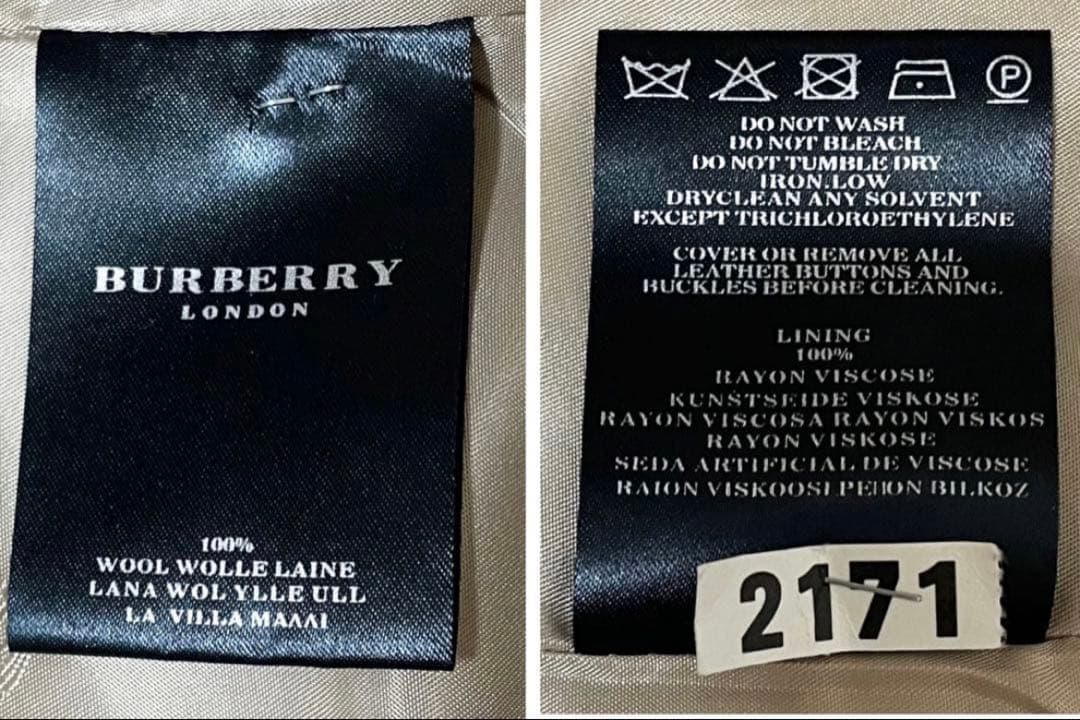 BURBERRY
LONDON
100%
WOOL WOLLE LAINE
LANA WOL YLLE ULL
LA VILLA ΜΑΛΛΙ
P
DO NOT WASH
DO NOT BLEACH
DO NOT TUMBLE DRY
IRON.LOW
DRYCLEAN ANY SOLVENT
EXCEPT TRICHLOROETHYLENE
COVER OR REMOVE ALL
LEATHER BUTTONS AND
BUCKLES BEFORE CLEANING.
LINING
100%
RAYON VISCOSE
KUNSTSEIDE VISKOSE
RAYON VISCOSA RAYON VISKOS
RAYON VISKOSE
SEDA ARTIFICIAL DE VISCOSE
RAION VISKOOSI ΡΕΓΙΟΝ ΒΙΣΚΟΖ
2171